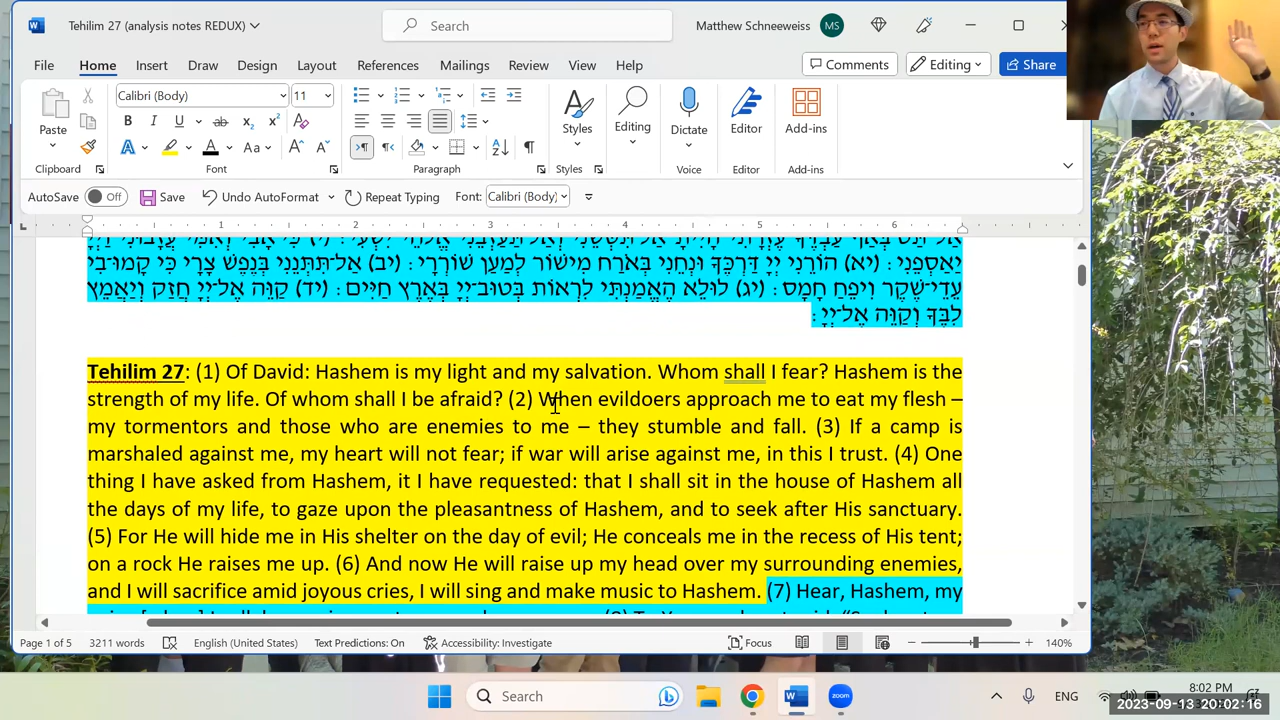 Tehilim 27 (analysis notes REDUX)
Search
Matthew Schneeweiss
MS
File Home Insert Draw Design Layout References Mailings Review View Help
Comments
Editing
Share
Paste
Calibri (Body)
11
Styles
Editing
Dictate
Editor
Add-ins
Clipboard
Font
Paragraph
Styles
Voice
Editor
Add-ins
AutoSave Off Save Undo AutoFormat Repeat Typing Font: Calibri (Body)
1 2 3 4 5 6
יַאַסְפֵנִי : (יא) הוֹרֵנִי יְיָ דַּרְכֶּךָ וּנְחֵנִי בְּאֹרַח מִישׁוֹר לְמַעַן שׁוֹרְרָי : (יב) אַל־תִּתְּנֵנִי בְּנֶפֶשׁ צָרָי כִּי קָמוּ־בִי
עֵדֵי־שֶׁקֶר וִיפֵחַ חָמָס : (יג) לוּלֵא הֶאֱמַנְתִּי לִרְאוֹת בְּטוּב־יְיָ בְּאֶרֶץ חַיִּים : (יד) קַוֵּה אֶל־יְיָ חֲזַק וְיַאֲמֵץ
לִבֶּךָ וְקַוֵּה אֶל־יְיָ :
Tehilim 27: (1) Of David: Hashem is my light and my salvation. Whom shall I fear? Hashem is the
strength of my life. Of whom shall I be afraid? (2) When evildoers approach me to eat my flesh –
my tormentors and those who are enemies to me – they stumble and fall. (3) If a camp is
marshaled against me, my heart will not fear; if war will arise against me, in this I trust. (4) One
thing I have asked from Hashem, it I have requested: that I shall sit in the house of Hashem all
the days of my life, to gaze upon the pleasantness of Hashem, and to seek after His sanctuary.
(5) For He will hide me in His shelter on the day of evil; He conceals me in the recess of His tent;
on a rock He raises me up. (6) And now He will raise up my head over my surrounding enemies,
and I will sacrifice amid joyous cries, I will sing and make music to Hashem. (7) Hear, Hashem, my
Page 1 of 5 3211 words English (United States) Text Predictions: On Accessibility: Investigate Focus 140%
Search
ENG
8:02 PM
2023-09-13 20:02:16